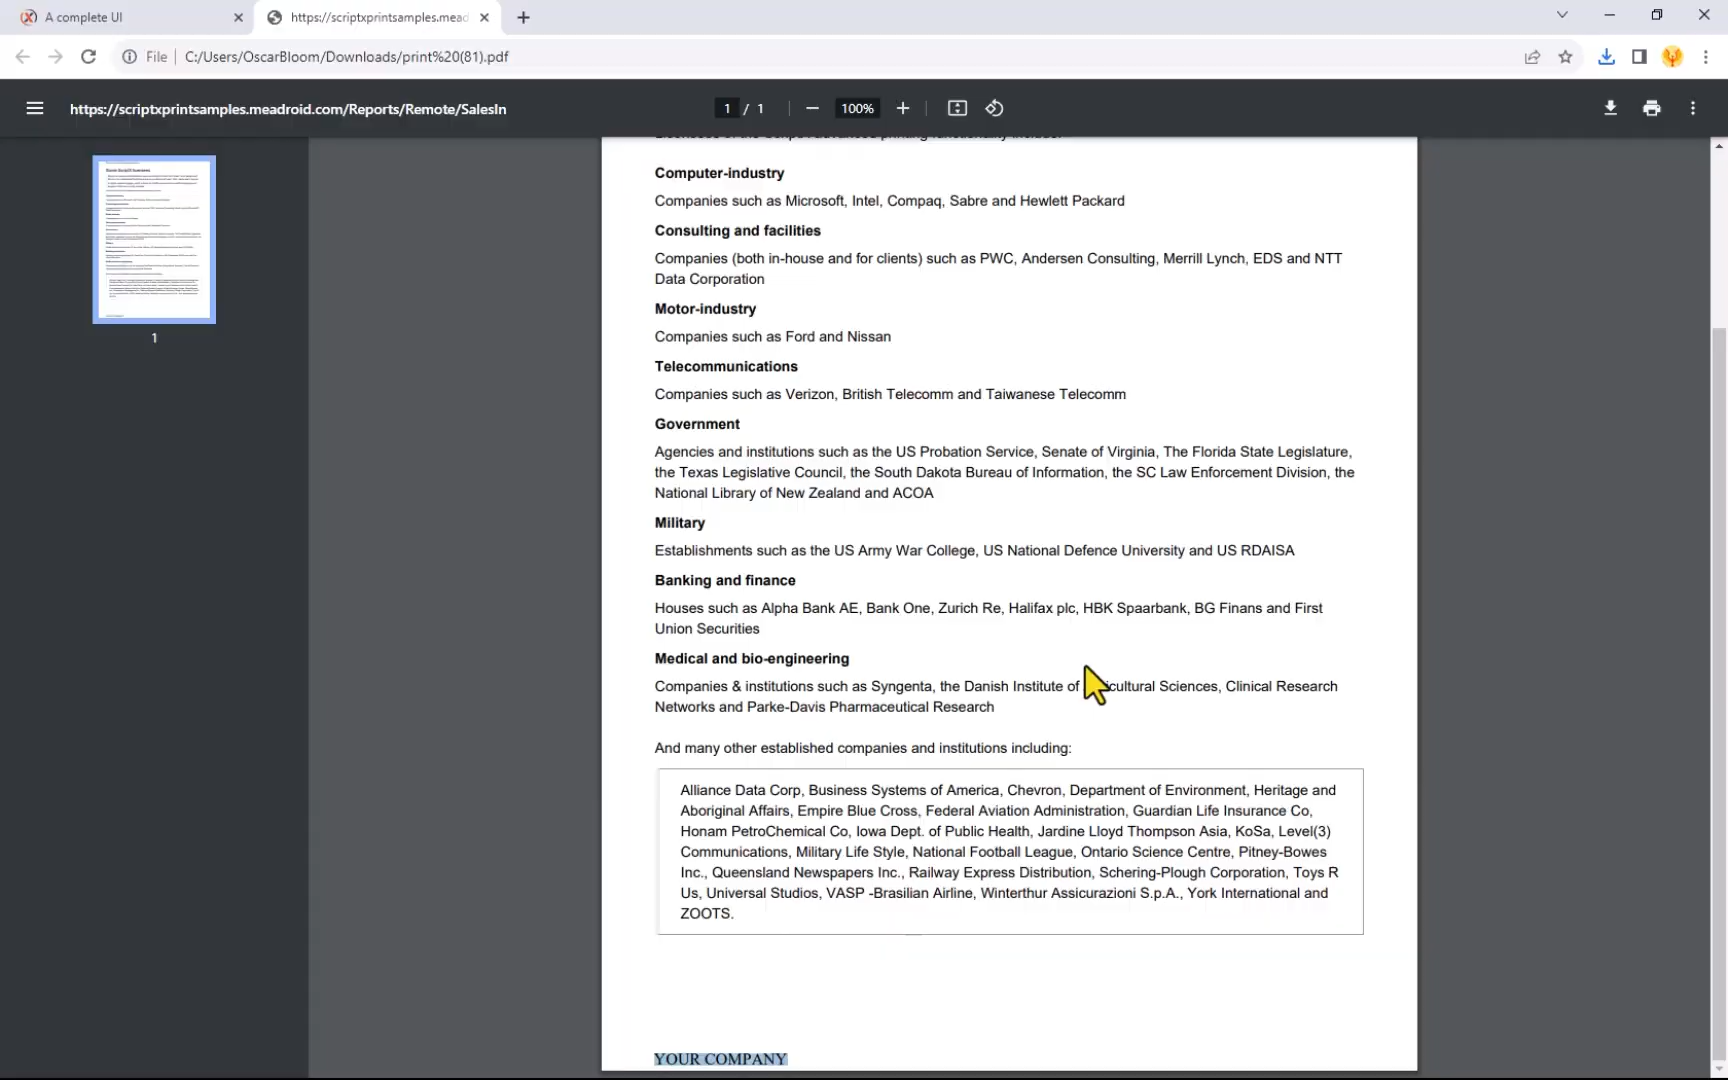 A complete UI
https://scriptxprintsamples.mead
File
C:/Users/OscarBloom/Downloads/print%20(81).pdf
https://scriptxprintsamples.meadroid.com/Reports/Remote/SalesIn
1 / 1
100%
1
Computer-industry
Companies such as Microsoft, Intel, Compaq, Sabre and Hewlett Packard
Consulting and facilities
Companies (both in-house and for clients) such as PWC, Andersen Consulting, Merrill Lynch, EDS and NTT
Data Corporation
Motor-industry
Companies such as Ford and Nissan
Telecommunications
Companies such as Verizon, British Telecomm and Taiwanese Telecomm
Government
Agencies and institutions such as the US Probation Service, Senate of Virginia, The Florida State Legislature,
the Texas Legislative Council, the South Dakota Bureau of Information, the SC Law Enforcement Division, the
National Library of New Zealand and ACOA
Military
Establishments such as the US Army War College, US National Defence University and US RDAISA
Banking and finance
Houses such as Alpha Bank AE, Bank One, Zurich Re, Halifax plc, HBK Spaarbank, BG Finans and First
Union Securities
Medical and bio-engineering
Companies & institutions such as Syngenta, the Danish Institute of Sciences, Clinical Research
Networks and Parke-Davis Pharmaceutical Research
And many other established companies and institutions including:
Alliance Data Corp, Business Systems of America, Chevron, Department of Environment, Heritage and
Aboriginal Affairs, Empire Blue Cross, Federal Aviation Administration, Guardian Life Insurance Co,
Honam PetroChemical Co, Iowa Dept. of Public Health, Jardine Lloyd Thompson Asia, KoSa, Level(3)
Communications, Military Life Style, National Football League, Ontario Science Centre, Pitney-Bowes
Inc., Queensland Newspapers Inc., Railway Express Distribution, Schering-Plough Corporation, Toys R
Us, Universal Studios, VASP -Brasilian Airline, Winterthur Assicurazioni S.p.A., York International and
ZOOTS.
YOUR COMPANY